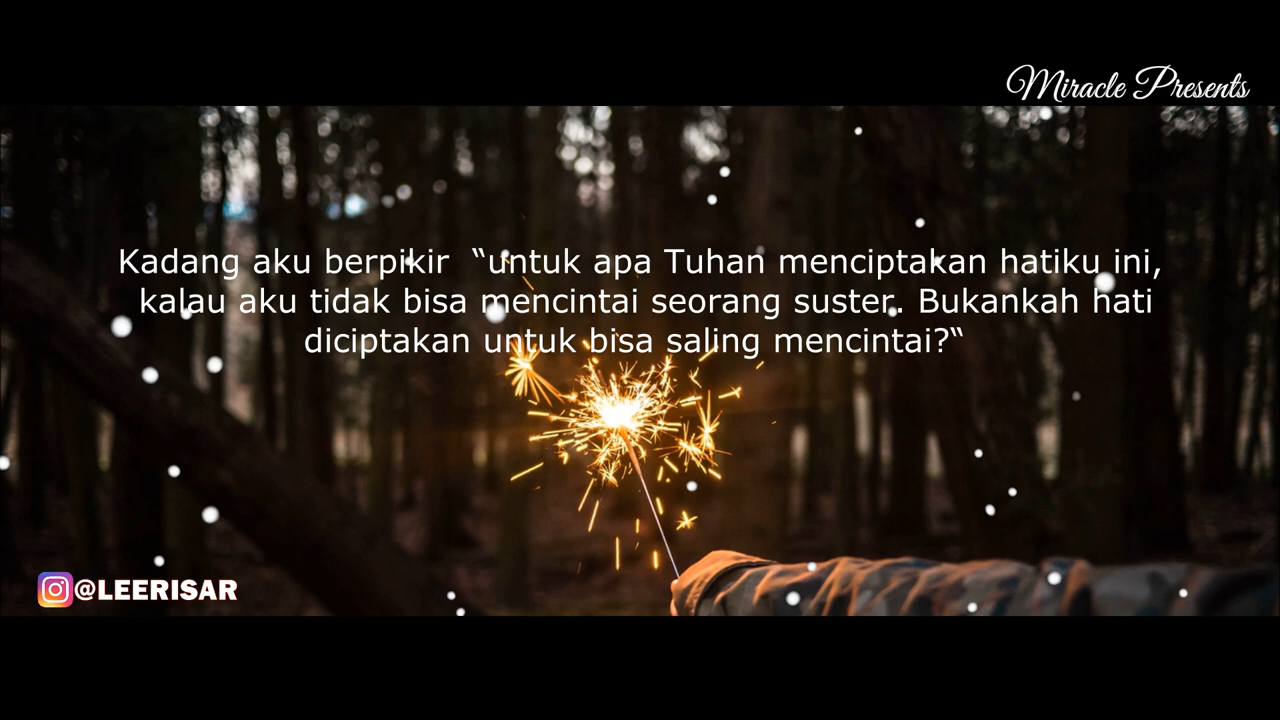 Miracle Presents
Kadang aku berpikir  “untuk apa Tuhan menciptakan hatiku ini,
kalau aku tidak bisa mencintai seorang suster. Bukankah hati
diciptakan untuk bisa saling mencintai?“
@LEERISAR